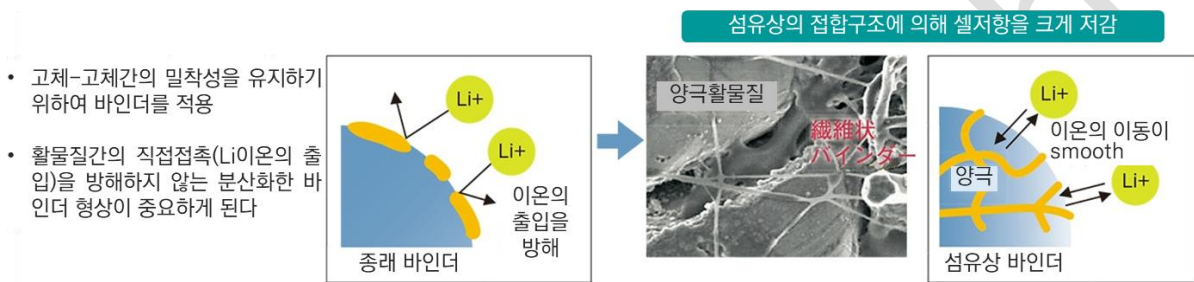 섬유상의 접합구조에 의해 셀저항을 크게 저감
• 고체-고체간의 밀착성을 유지하기
위하여 바인더를 적용
• 활물질간의 직접접촉(Li이온의 출
입)을 방해하지 않는 분산화한 바
인더 형상이 중요하게 된다
Li+
Li+
이온의
출입을
방해
종래 바인더
양극활물질
繊維状
バインダー
Li+
이온의 이동이
smooth
양극
Li+
섬유상 바인더